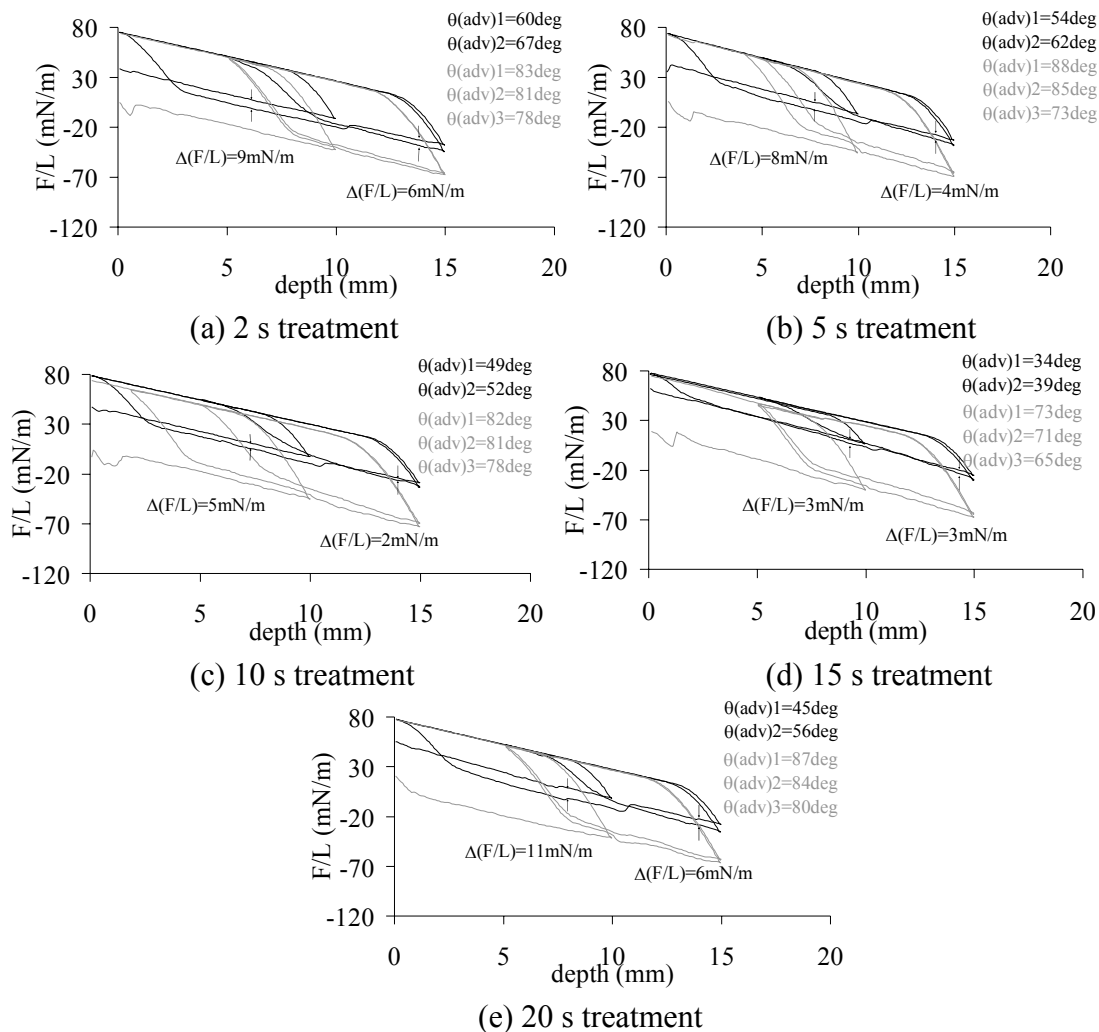 80
30
-20
-70
-120
F/L (mN/m)
0 5 10 15 20
depth (mm)
θ(adv)1=60deg
θ(adv)2=67deg
θ(adv)1=83deg
θ(adv)2=81deg
θ(adv)3=78deg
Δ(F/L)=9mN/m
Δ(F/L)=6mN/m
(a) 2 s treatment
80
30
-20
-70
-120
F/L (mN/m)
0 5 10 15 20
depth (mm)
θ(adv)1=54deg
θ(adv)2=62deg
θ(adv)1=88deg
θ(adv)2=85deg
θ(adv)3=73deg
Δ(F/L)=8mN/m
Δ(F/L)=4mN/m
(b) 5 s treatment
80
30
-20
-70
-120
F/L (mN/m)
0 5 10 15 20
depth (mm)
θ(adv)1=49deg
θ(adv)2=52deg
θ(adv)1=82deg
θ(adv)2=81deg
θ(adv)3=78deg
Δ(F/L)=5mN/m
Δ(F/L)=2mN/m
(c) 10 s treatment
80
30
-20
-70
-120
F/L (mN/m)
0 5 10 15 20
depth (mm)
θ(adv)1=34deg
θ(adv)2=39deg
θ(adv)1=73deg
θ(adv)2=71deg
θ(adv)3=65deg
Δ(F/L)=3mN/m
Δ(F/L)=3mN/m
(d) 15 s treatment
80
30
-20
-70
-120
F/L (mN/m)
0 5 10 15 20
depth (mm)
θ(adv)1=45deg
θ(adv)2=56deg
θ(adv)1=87deg
θ(adv)2=84deg
θ(adv)3=80deg
Δ(F/L)=11mN/m
Δ(F/L)=6mN/m
(e) 20 s treatment